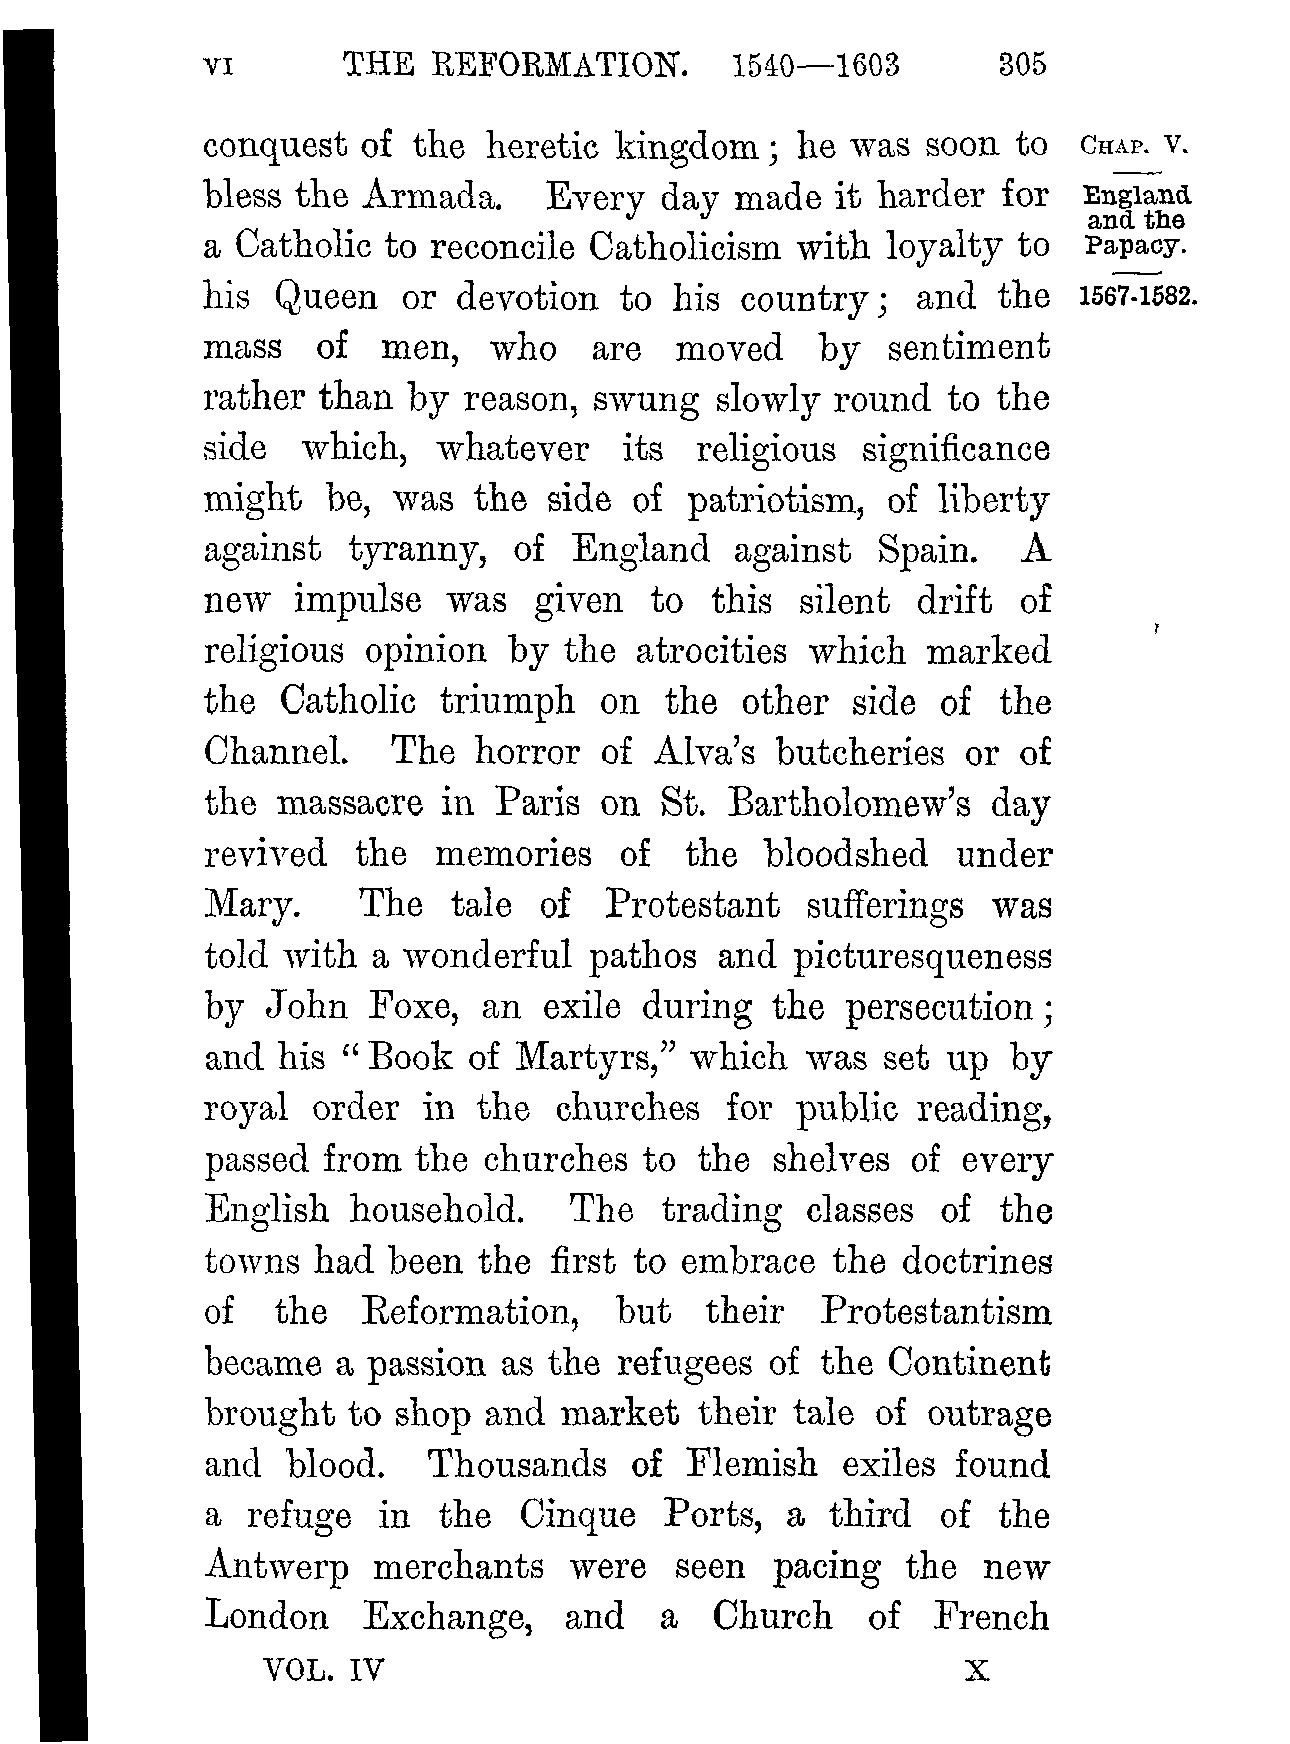 VI THE REFORMATION. 1540—1603 305
conquest of the heretic kingdom; he was soon to
bless the Armada. Every day made it harder for
a Catholic to reconcile Catholicism with loyalty to
his Queen or devotion to his country; and the
mass of men, who are moved by sentiment
rather than by reason, swung slowly round to the
side which, whatever its religious significance
might be, was the side of patriotism, of liberty
against tyranny, of England against Spain. A
new impulse was given to this silent drift of
religious opinion by the atrocities which marked
the Catholic triumph on the other side of the
Channel. The horror of Alva's butcheries or of
the massacre in Paris on St. Bartholomew's day
revived the memories of the bloodshed under
Mary. The tale of Protestant sufferings was
told with a wonderful pathos and picturesqueness
by John Foxe, an exile during the persecution;
and his "Book of Martyrs," which was set up by
royal order in the churches for public reading,
passed from the churches to the shelves of every
English household. The trading classes of the
towns had been the first to embrace the doctrines
of the Reformation, but their Protestantism
became a passion as the refugees of the Continent
brought to shop and market their tale of outrage
and blood. Thousands of Flemish exiles found
a refuge in the Cinque Ports, a third of the
Antwerp merchants were seen pacing the new
London Exchange, and a Church of French
VOL. IV X
CHAP. V.
England
and the
Papacy.
1567-1582.